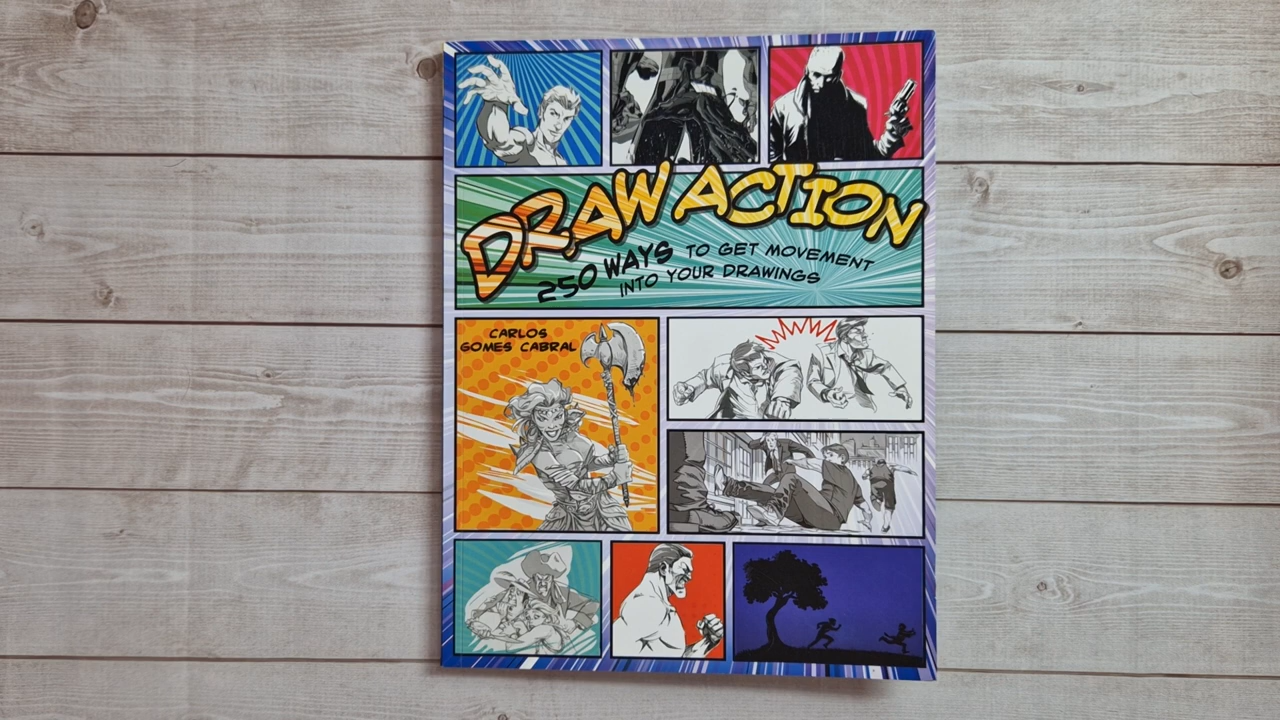 DRAW ACTION
250 WAYS TO GET MOVEMENT
INTO YOUR DRAWINGS
CARLOS
GOMES CABRAL